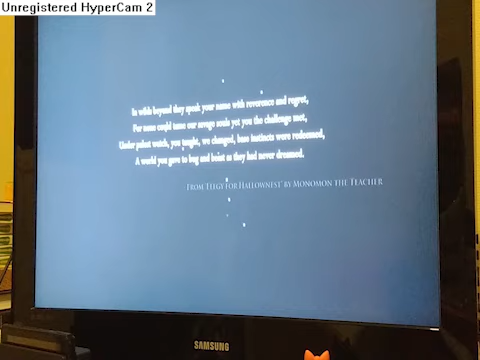 Unregistered HyperCam 2
In wilds beyond they speak your name with reverence and regret,
For none could tame our savage souls yet you the challenge met,
Under palest watch, you taught, we changed, base instincts were redeemed,
A world you gave to bug and beast as they had never dreamed.
FROM 'ELEGY FOR HALLOWNEST' BY MONOMON THE TEACHER
SAMSUNG